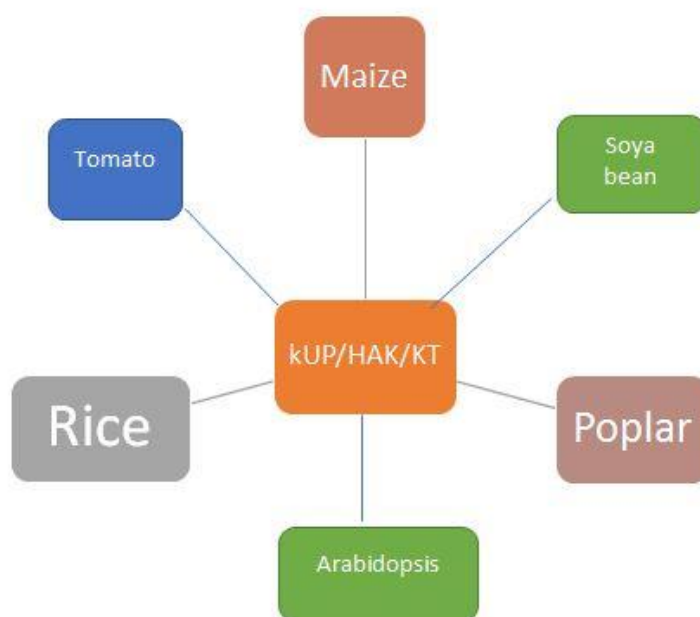 Maize
Tomato
Soya
bean
kUP/HAK/KT
Rice
Poplar
Arabidopsis